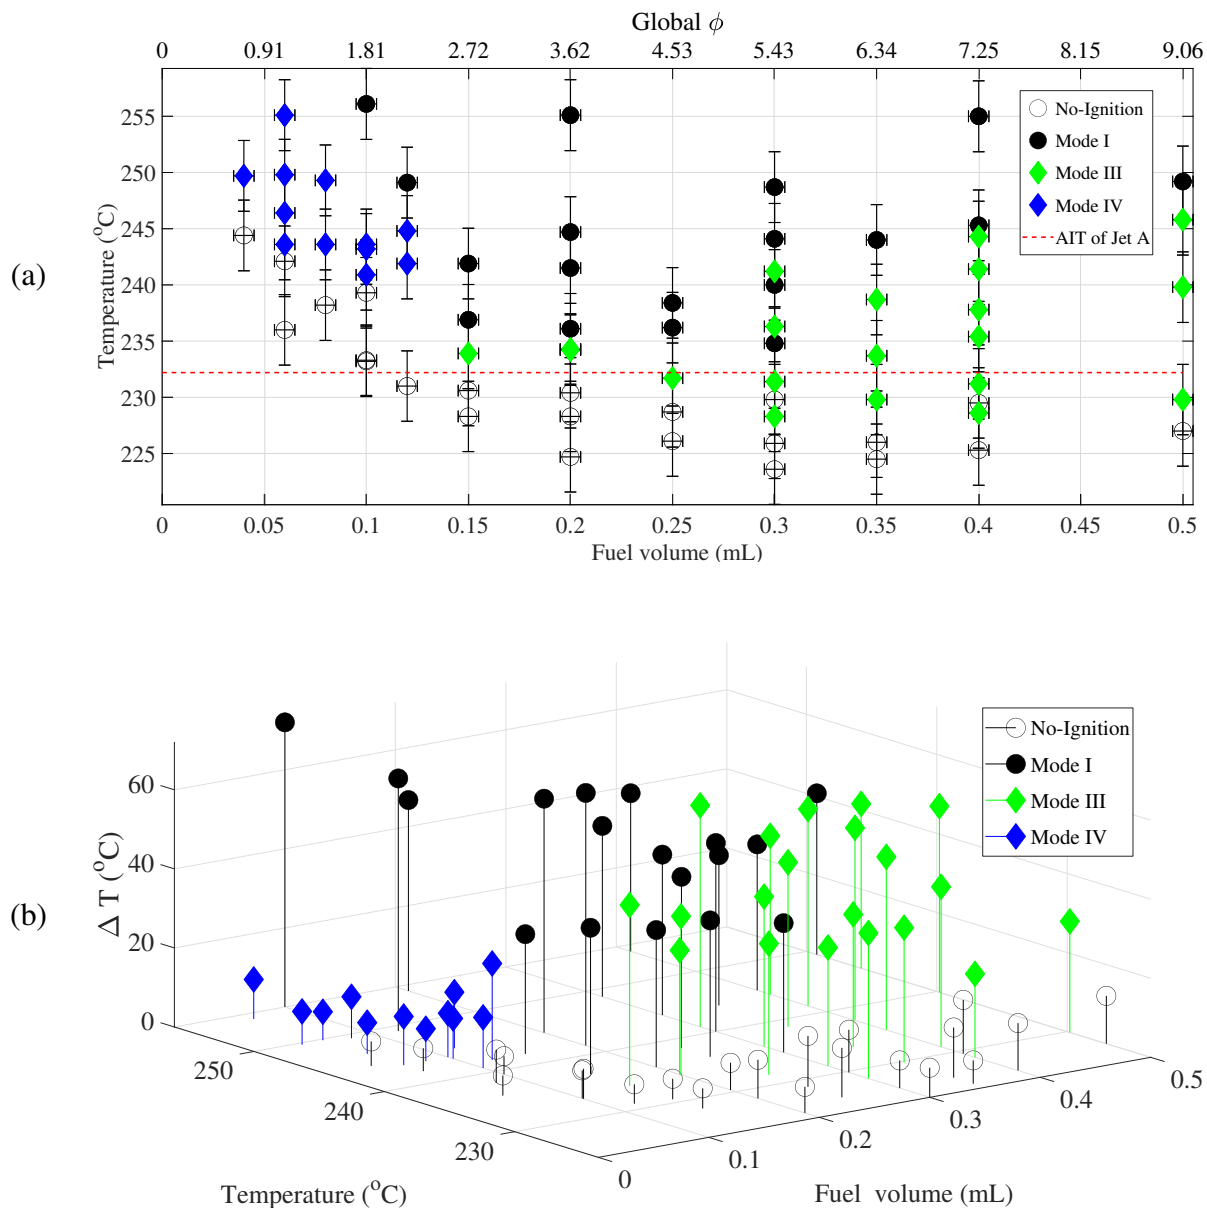 Global ϕ
0 0.91 1.81 2.72 3.62 4.53 5.43 6.34 7.25 8.15 9.06
(a)
Temperature (°C)
255
250
245
240
235
230
225
No-Ignition
Mode I
Mode III
Mode IV
AIT of Jet A
0 0.05 0.1 0.15 0.2 0.25 0.3 0.35 0.4 0.45 0.5
Fuel volume (mL)
(b)
Δ T (°C)
60
40
20
0
No-Ignition
Mode I
Mode III
Mode IV
250
240
230
Temperature (°C)
0 0.1 0.2 0.3 0.4 0.5
Fuel volume (mL)